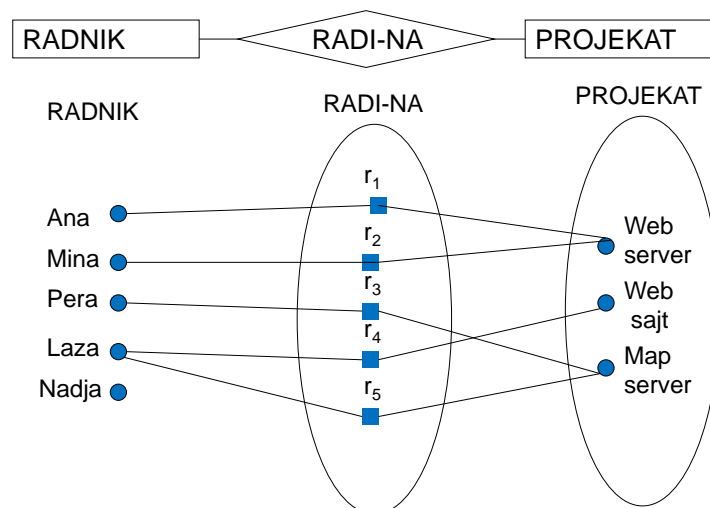 RADNIK
RADI-NA
PROJEKAT
RADNIK
RADI-NA
PROJEKAT
r1
Ana
Web
server
r2
Mina
r3
Pera
Web
sajt
r4
Laza
Map
server
Nadja
r5